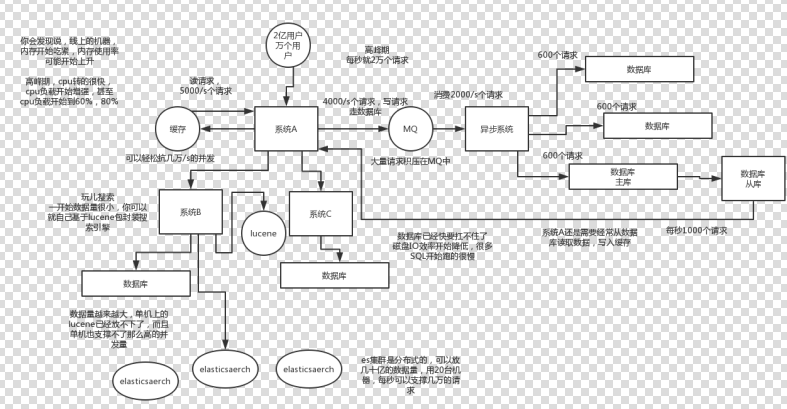 你会发现说，线上的机器，
内存开始吃紧，内存使用率
可能开始上升
高峰期，cpu转的很快，
cpu负载开始增强，甚至
cpu负载开始到60%，80%
2亿用户
万个用
户
高峰期
每秒就2万个请求
读请求，
5000/s个请求
缓存
系统A
4000/s个请求，写请求
走数据库
MQ
消费2000/s个请求
异步系统
600个请求
数据库
600个请求
数据库
600个请求
数据库
主库
数据库
从库
可以轻松抗几万/s的并发
大量请求积压在MQ中
玩儿搜索
一开始数据量很小，你可以
就自己基于lucene包封装搜
索引擎
系统B
lucene
系统C
数据库已经快要扛不住了
磁盘IO效率开始降低，很多
SQL开始跑的很慢
系统A还是需要经常从数据
库读取数据，写入缓存
每秒1000个请求
数据库
数据库
数据量越来越大，单机上的
lucene已经放不下了，而且
单机也支撑不了那么高的并
发量
elasticsaerch
elasticsaerch
elasticsaerch
es集群是分布式的，可以放
几十亿的数据量，用20台机
器，每秒可以支撑几万的请
求